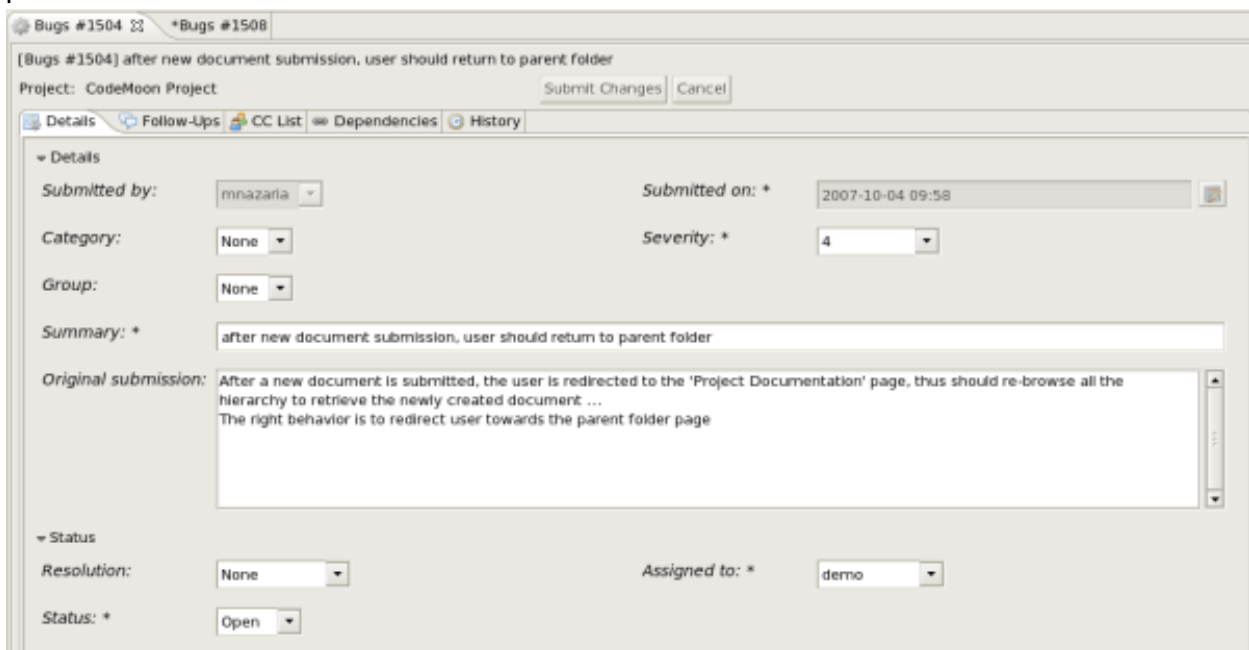 Bugs #1504 *Bugs #1508
[Bugs #1504] after new document submission, user should return to parent folder
Project: CodeMoon Project Submit Changes Cancel
Details Follow-Ups CC List Dependencies History
Details
Submitted by: mnazaria Submitted on: * 2007-10-04 09:58
Category: None Severity: * 4
Group: None
Summary: * after new document submission, user should return to parent folder
Original submission: After a new document is submitted, the user is redirected to the 'Project Documentation' page, thus should re-browse all the
hierarchy to retrieve the newly created document ...
The right behavior is to redirect user towards the parent folder page
Status
Resolution: None Assigned to: * demo
Status: * Open